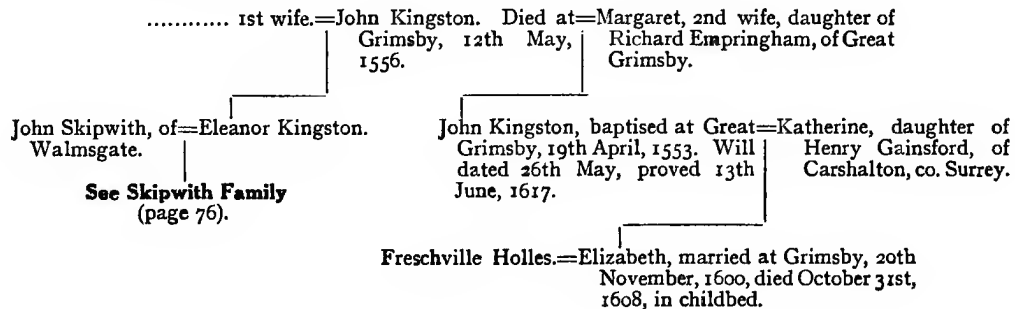 ............ 1st wife.=John Kingston. Died at=Margaret, 2nd wife, daughter of
Grimsby, 12th May, Richard Empringham, of Great
1556. Grimsby.
John Skipwith, of=Eleanor Kingston. John Kingston, baptised at Great=Katherine, daughter of
Walmsgate. Grimsby, 19th April, 1553. Will Henry Gainsford, of
dated 26th May, proved 13th Carshalton, co. Surrey.
See Skipwith Family June, 1617.
(page 76).
Freschville Holles.=Elizabeth, married at Grimsby, 20th
November, 1600, died October 31st,
1608, in childbed.